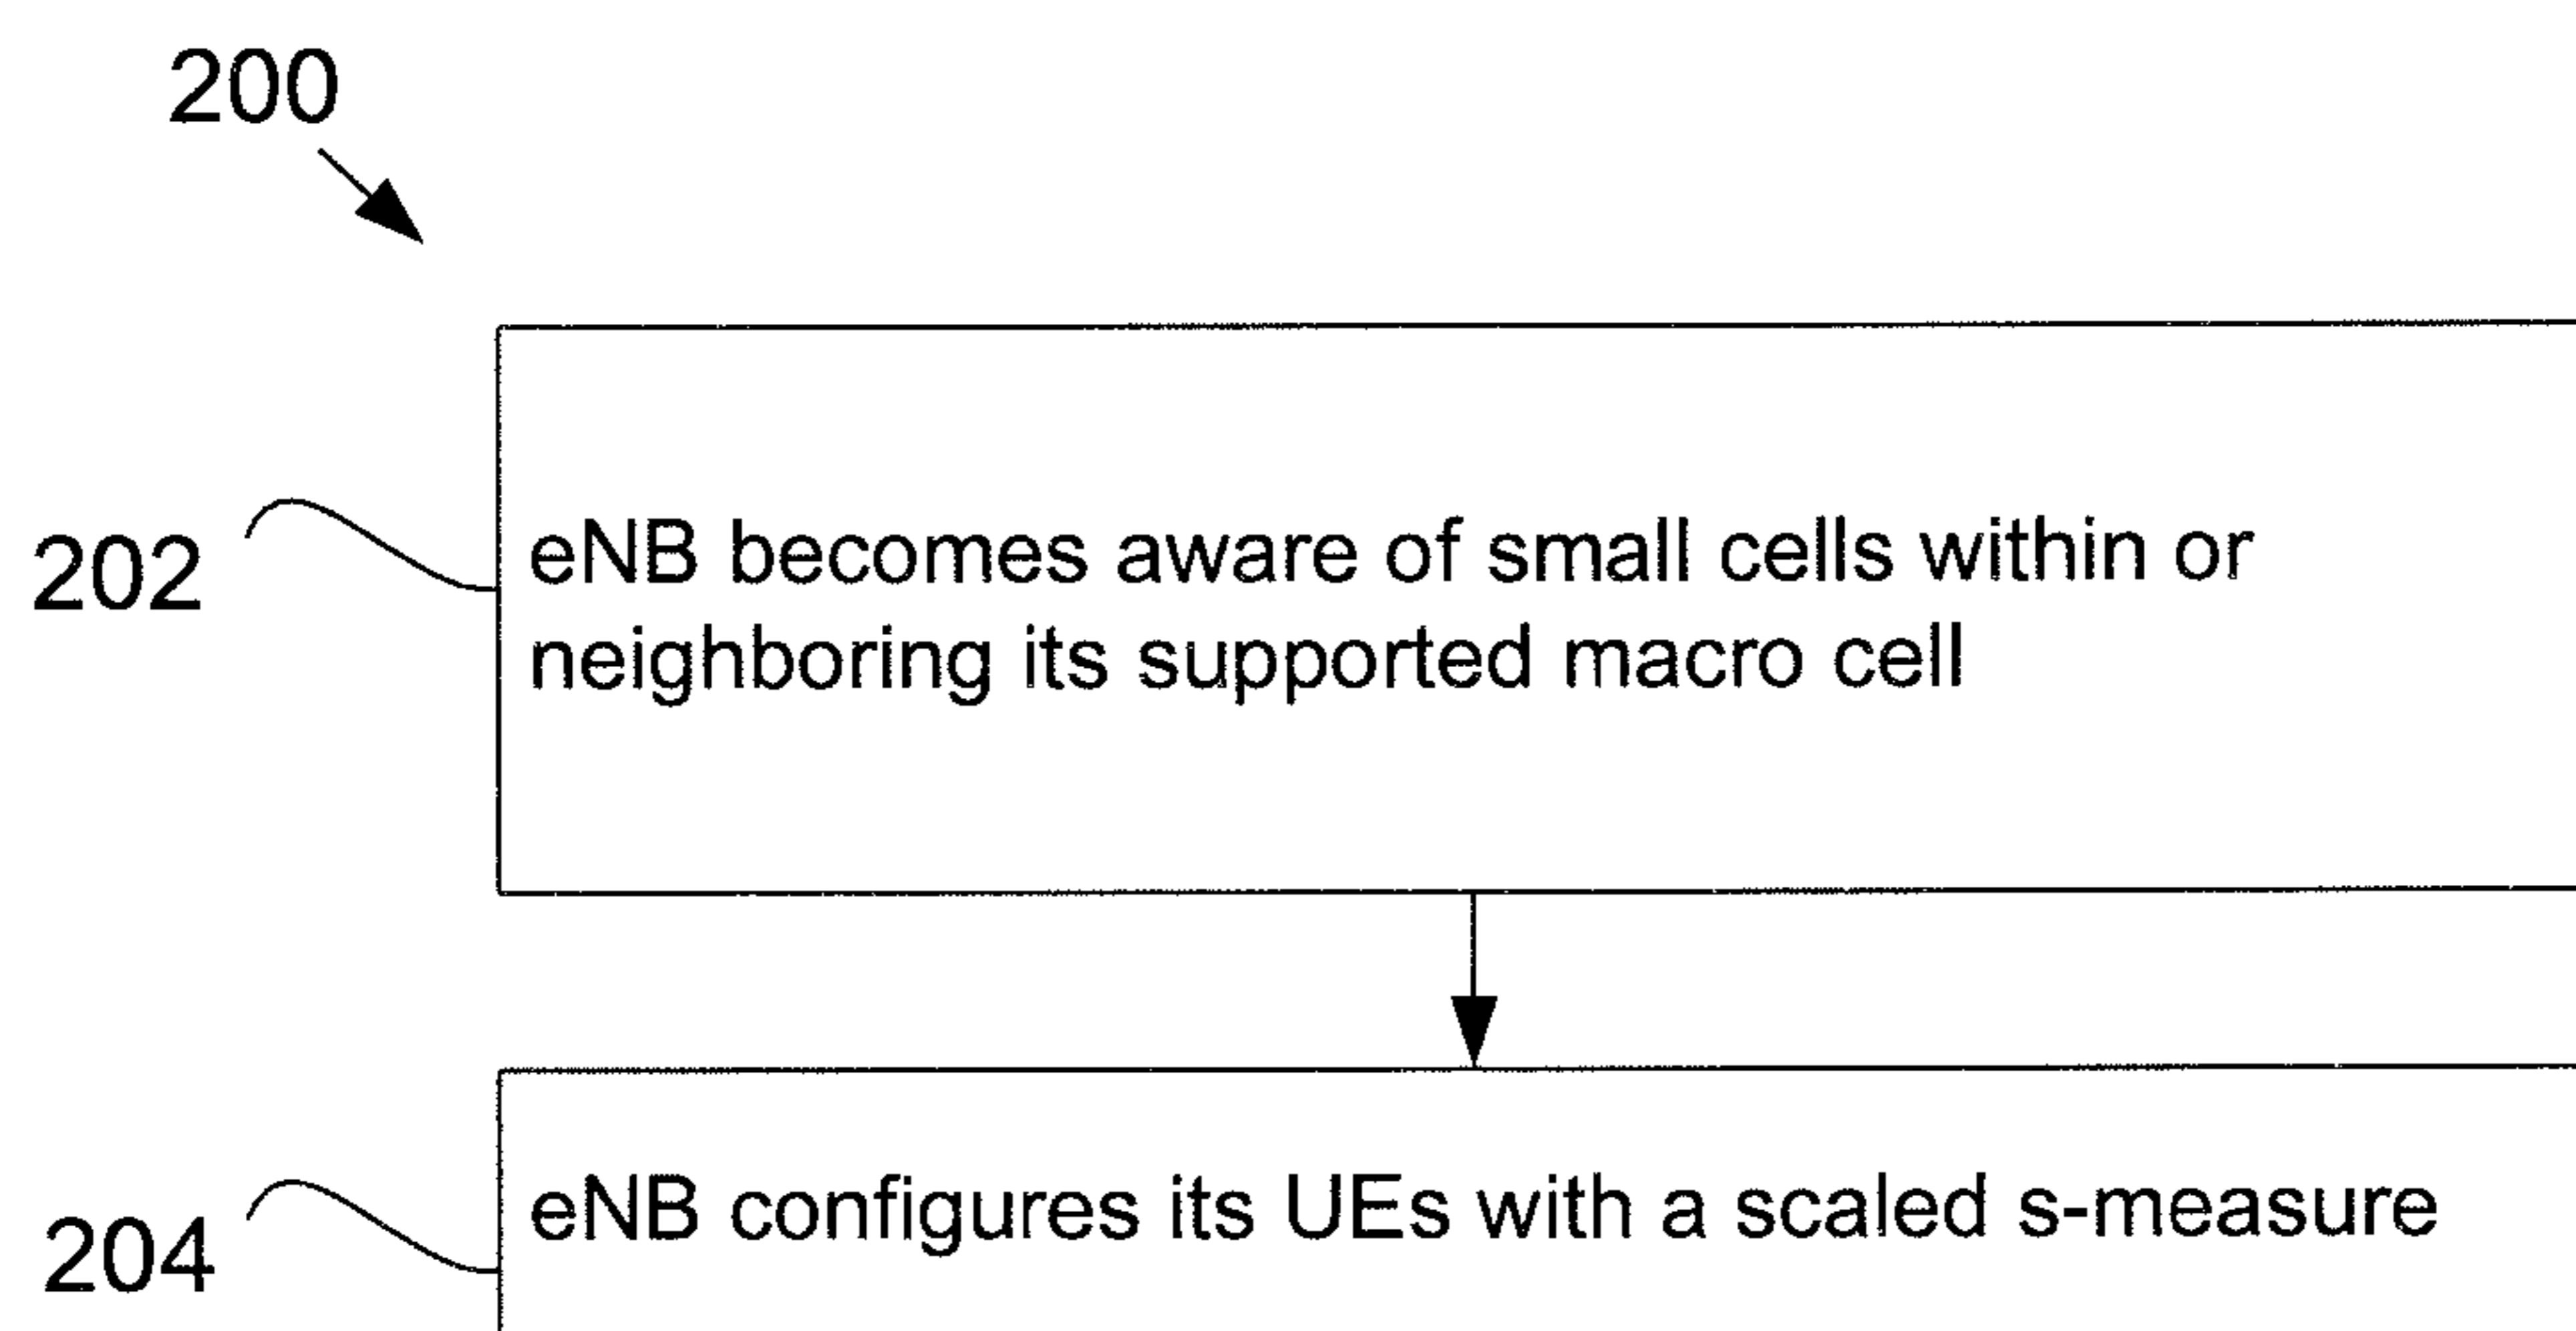 200
202
eNB becomes aware of small cells within or
neighboring its supported macro cell
204
eNB configures its UEs with a scaled s-measure